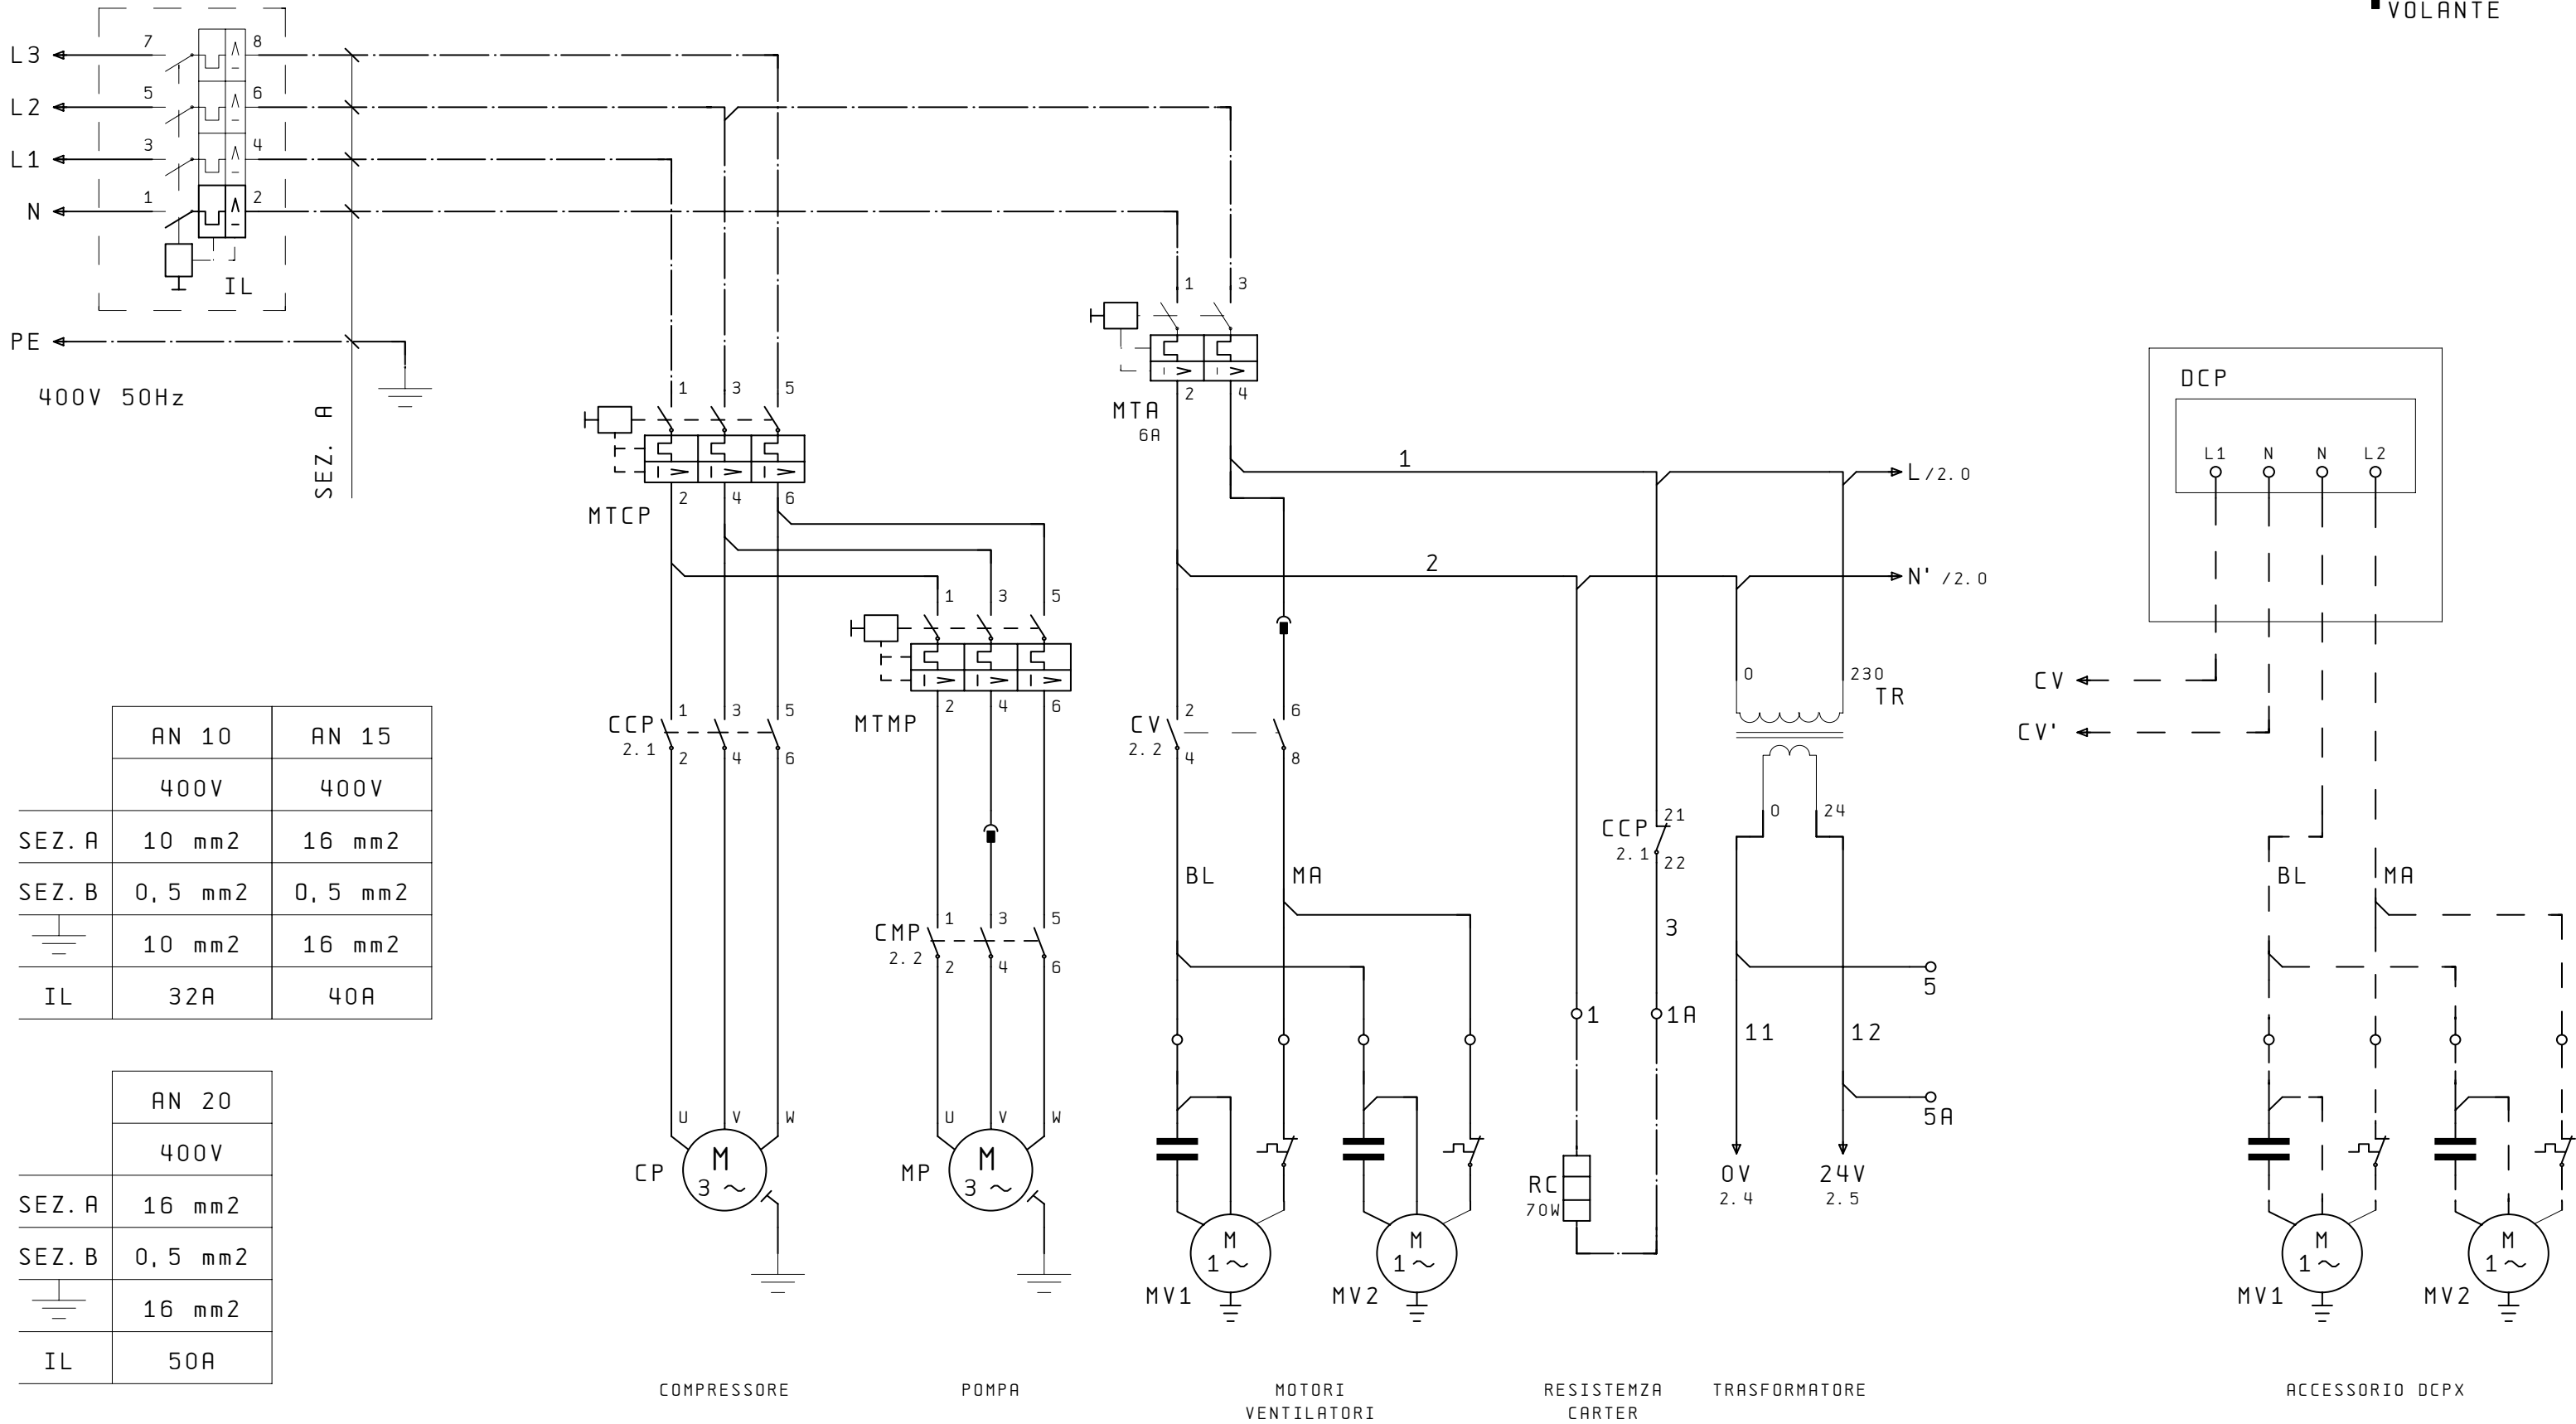 VOLANTE
L3
7
8
L2
5
6
L1
3
4
N
1
2
IL
PE
400V 50Hz
SEZ. A
1 3 5
MTCP
2 4 6
1 3
MTA
6A
2 4
1
L /2.0
2
N' /2.0
1 3 5
MTMP
2 4 6
CCP
2.1
1 3 5
2 4 6
CV
2.2
2 6
4 8
CMP
2.2
1 3 5
2 4 6
BL MA
CCP
2.1
21
22
3
1 1A
0 230
TR
0 24
5
11 12
5A
0V
2.4
24V
2.5
RC
70W
U V W
CP
M
3 ~
U V W
MP
M
3 ~
MV1
M
1 ~
MV2
M
1 ~
DCP
L1 N N L2
CV
CV'
BL MA
MV1
M
1 ~
MV2
M
1 ~
AN 10 AN 15
400V 400V
SEZ. A 10 mm2 16 mm2
SEZ. B 0,5 mm2 0,5 mm2
10 mm2 16 mm2
IL 32A 40A
AN 20
400V
SEZ. A 16 mm2
SEZ. B 0,5 mm2
16 mm2
IL 50A
COMPRESSORE
POMPA
MOTORI
VENTILATORI
RESISTEMZA
CARTER
TRASFORMATORE
ACCESSORIO DCPX